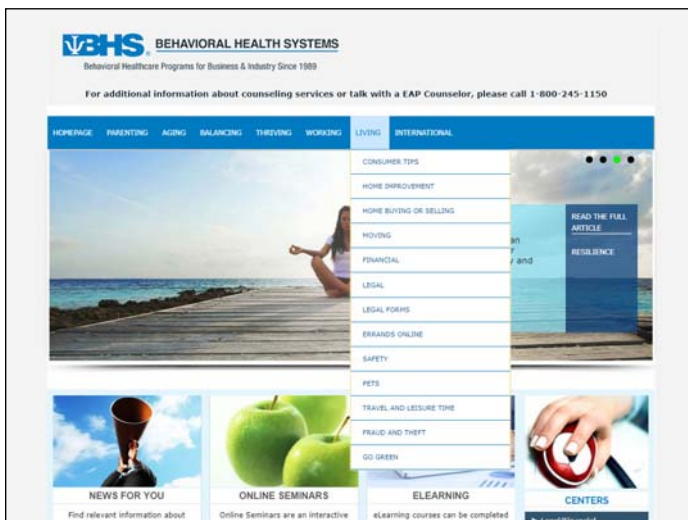 ΨBHS® BEHAVIORAL HEALTH SYSTEMS
Behavioral Healthcare Programs for Business & Industry Since 1989
For additional information about counseling services or talk with a EAP Counselor, please call 1-800-245-1150
HOMEPAGE PARENTING AGING BALANCING THRIVING WORKING LIVING INTERNATIONAL
CONSUMER TIPS
HOME IMPROVEMENT
HOME BUYING OR SELLING
MOVING
FINANCIAL
LEGAL
LEGAL FORMS
ERRANDS ONLINE
SAFETY
PETS
TRAVEL AND LEISURE TIME
FRAUD AND THEFT
GO GREEN
an
y and
READ THE FULL
ARTICLE
RESILIENCE
NEWS FOR YOU
Find relevant information about
ONLINE SEMINARS
Online Seminars are an interactive
ELEARNING
eLearning courses can be completed
CENTERS